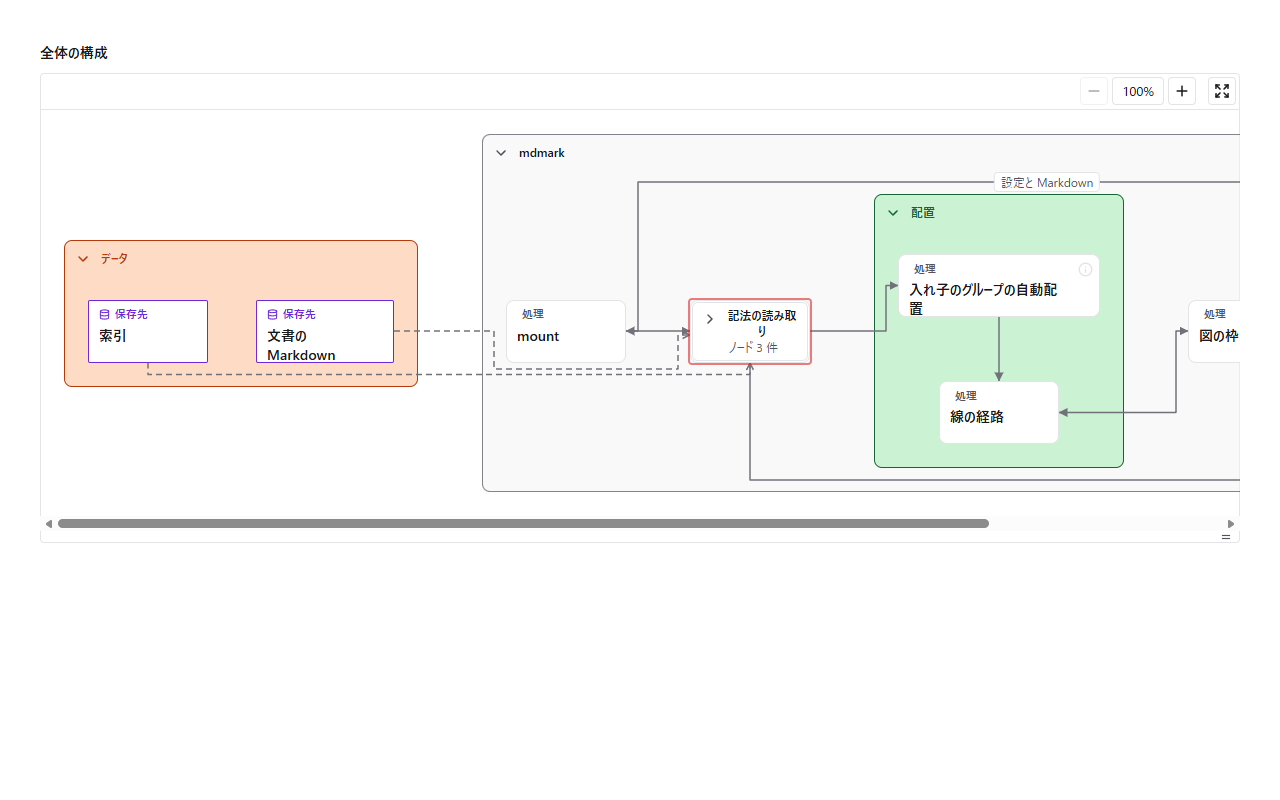 全体の構成
100%
mdmark
設定と Markdown
配置
データ
処理
入れ子のグループの自動配
置
保存先
索引
保存先
文書の
Markdown
処理
mount
記法の読み取
り
ノード 3 件
処理
図の枠
処理
線の経路